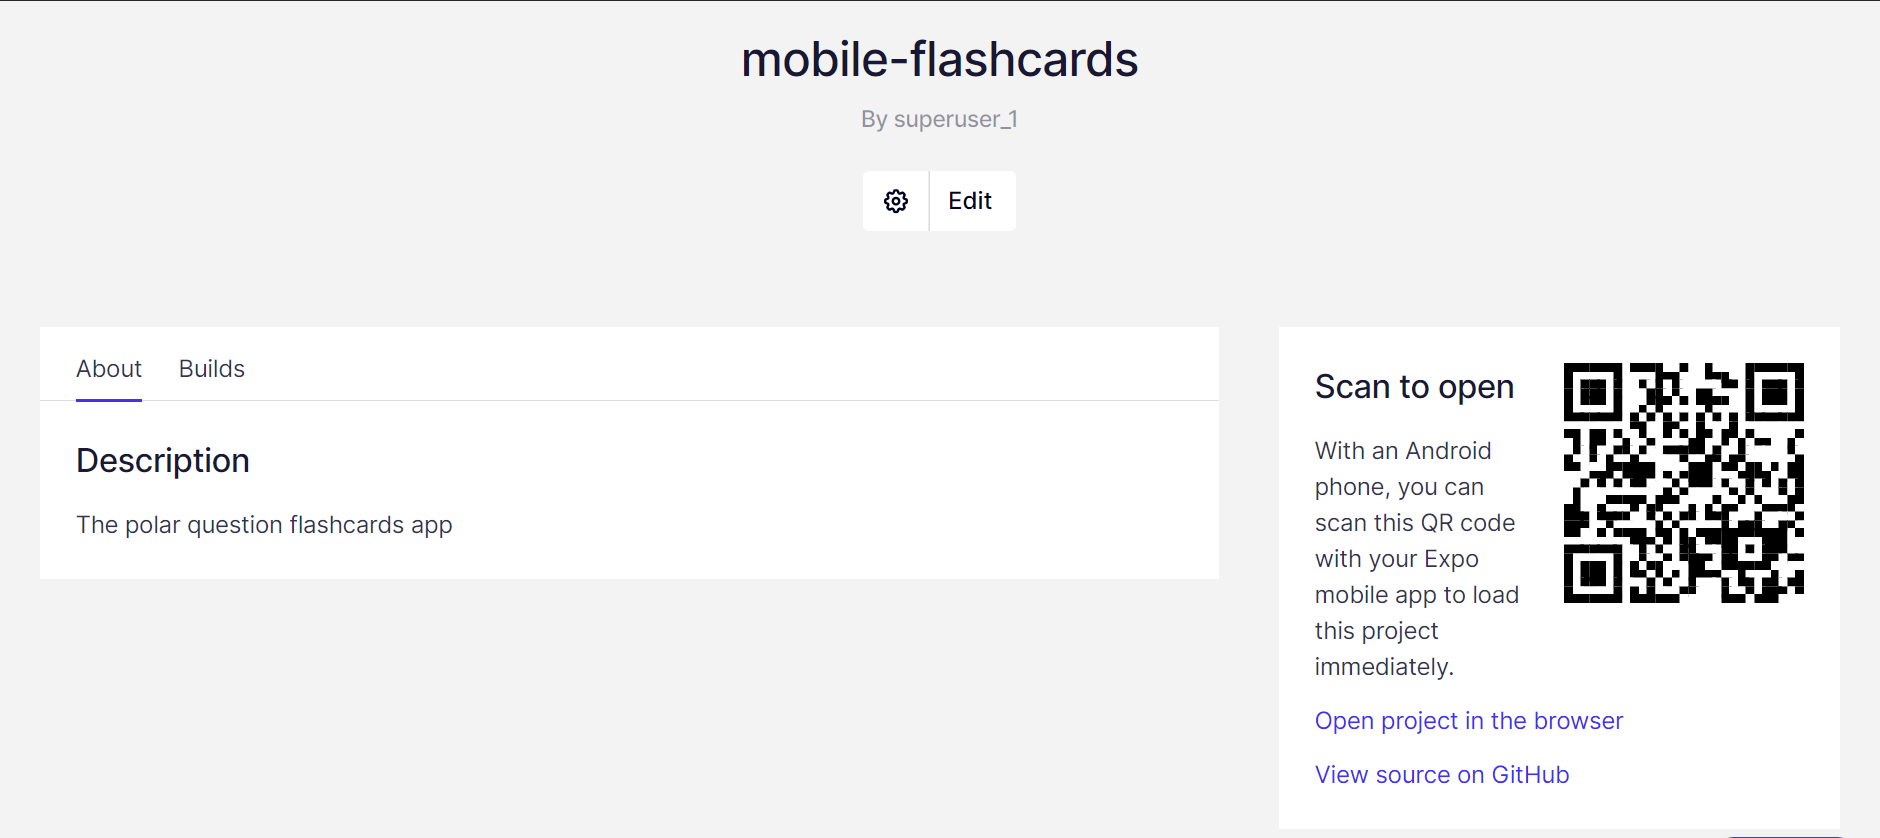 mobile-flashcards
By superuser_1
Edit
About Builds
Description
The polar question flashcards app
Scan to open
With an Android
phone, you can
scan this QR code
with your Expo
mobile app to load
this project
immediately.
Open project in the browser
View source on GitHub